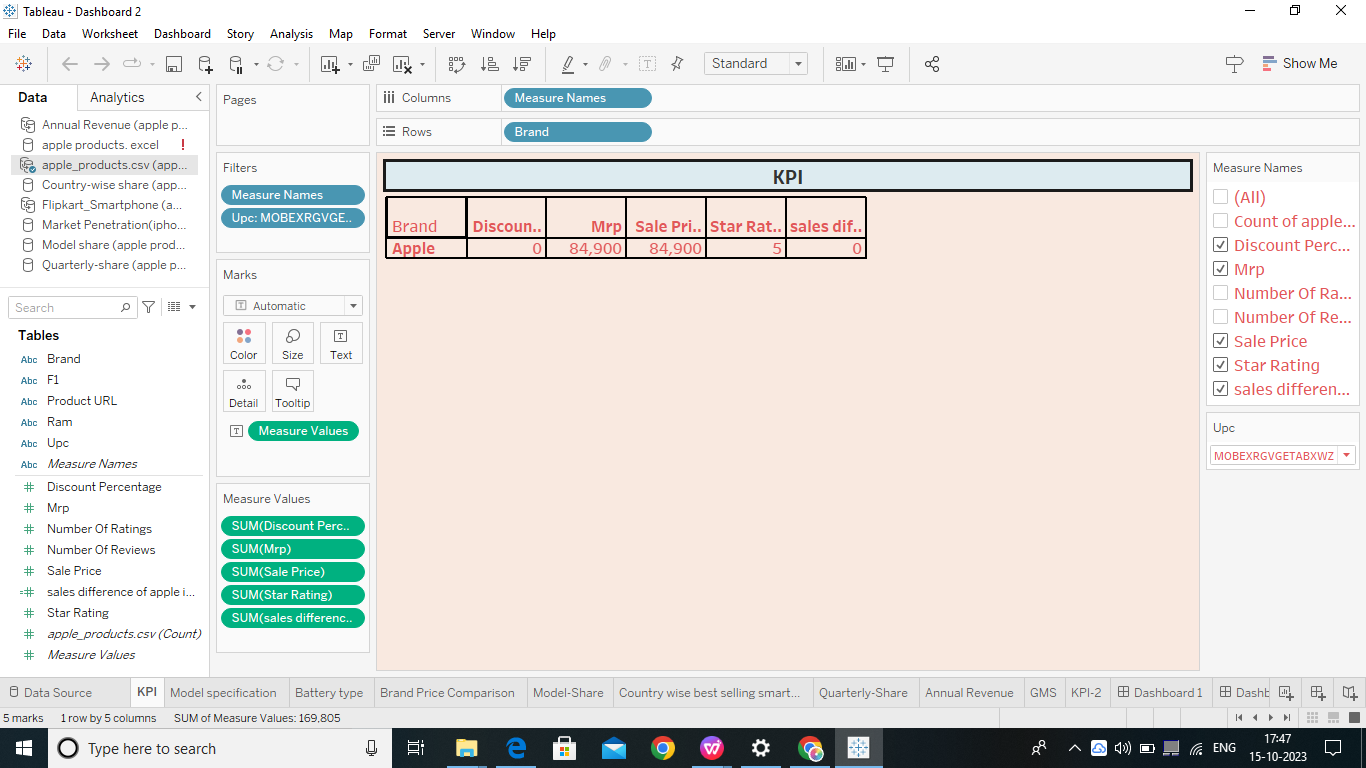 Tableau - Dashboard 2
File Data Worksheet Dashboard Story Analysis Map Format Server Window Help
Standard
Show Me
Data Analytics
Annual Revenue (apple p...
apple products. excel !
apple_products.csv (app...
Country-wise share (app...
Flipkart_Smartphone (a...
Market Penetration(ipho...
Model share (apple prod...
Quarterly-share (apple p...
Search
Tables
Abc Brand
Abc F1
Abc Product URL
Abc Ram
Abc Upc
Abc Measure Names
# Discount Percentage
# Mrp
# Number Of Ratings
# Number Of Reviews
# Sale Price
=# sales difference of apple i...
# Star Rating
# apple_products.csv (Count)
# Measure Values
Pages
Filters
Measure Names
Upc: MOBEXRGVGE..
Marks
Automatic
Color Size Text
Detail Tooltip
Measure Values
Measure Values
SUM(Discount Perc..
SUM(Mrp)
SUM(Sale Price)
SUM(Star Rating)
SUM(sales differenc..
Columns Measure Names
Rows Brand
KPI
Brand Discoun.. Mrp Sale Pri.. Star Rat.. sales dif..
Apple 0 84,900 84,900 5 0
Measure Names
(All)
Count of apple...
Discount Perc...
Mrp
Number Of Ra...
Number Of Re...
Sale Price
Star Rating
sales differen...
Upc
MOBEXRGVGETABXWZ
Data Source KPI Model specification Battery type Brand Price Comparison Model-Share Country wise best selling smart... Quarterly-Share Annual Revenue GMS KPI-2 Dashboard 1 Dashb
5 marks 1 row by 5 columns SUM of Measure Values: 169,805
Type here to search
ENG
17:47
15-10-2023